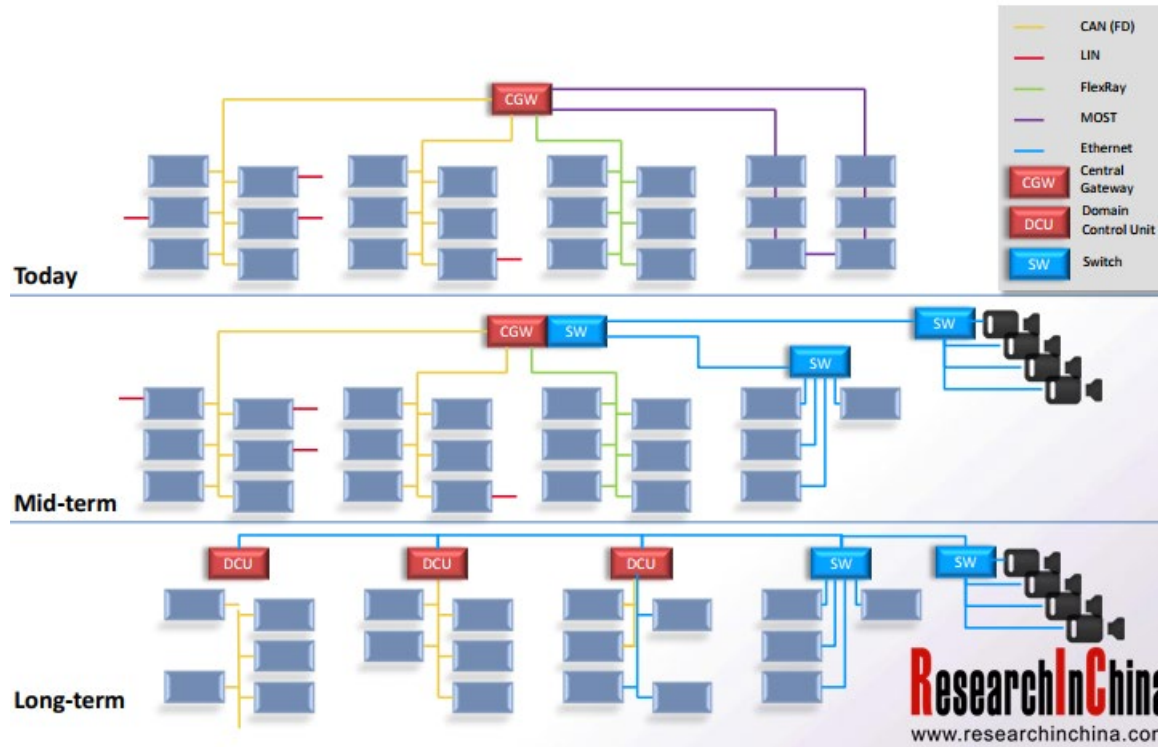 CAN (FD)
LIN
FlexRay
MOST
Ethernet
CGW
Central
Gateway
DCU
Domain
Control Unit
SW
Switch
CGW
Today
CGW
SW
SW
SW
Mid-term
DCU
DCU
DCU
SW
SW
Long-term
ResearchInChina
www.researchinchina.com